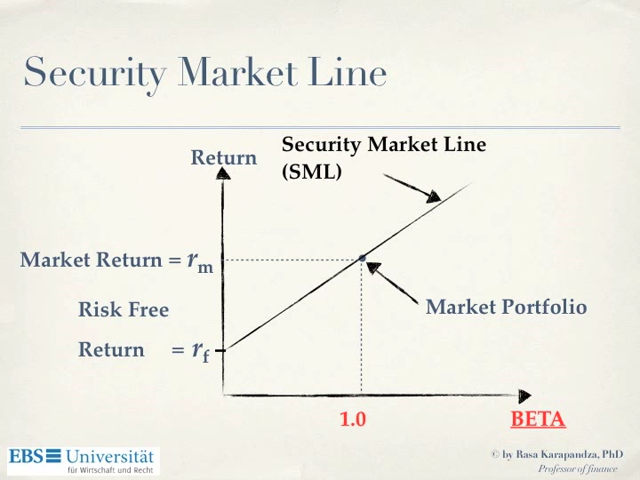 Security Market Line
Return
Security Market Line
(SML)
Market Return = rm
Risk Free
Return = rf
Market Portfolio
1.0
BETA
EBS Universität
für Wirtschaft und Recht
© by Rasa Karapandza, PhD
Professor of finance